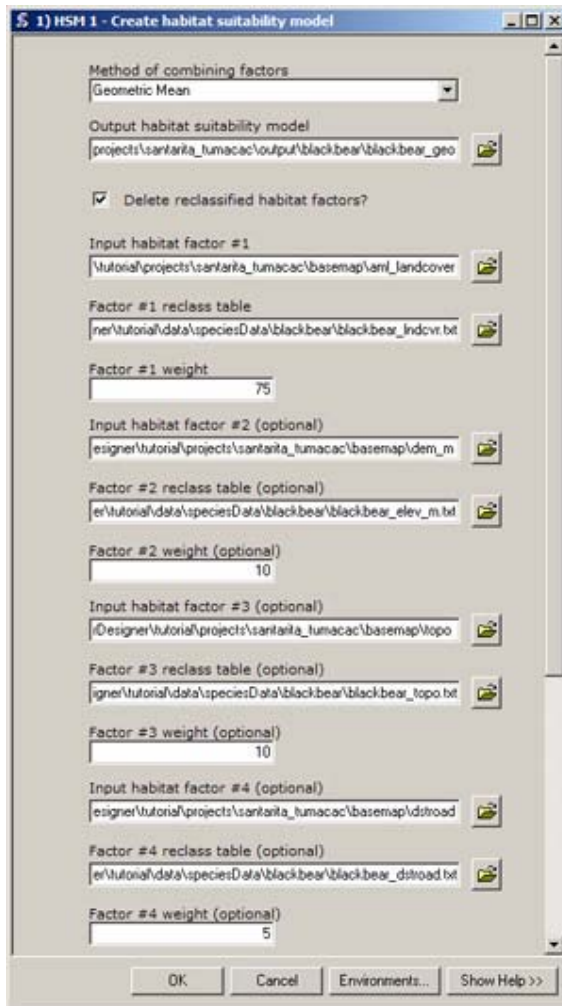 1) HSM 1 - Create habitat suitability model
Method of combining factors
Geometric Mean
Output habitat suitability model
projects\santarita_tumacac\output\blackbear\blackbear_geo
Delete reclassified habitat factors?
Input habitat factor #1
\tutorial\projects\santarita_tumacac\basemap\aml_landcover
Factor #1 reclass table
ner\tutorial\data\speciesData\blackbear\blackbear_lndcvr.txt
Factor #1 weight
75
Input habitat factor #2 (optional)
esigner\tutorial\projects\santarita_tumacac\basemap\dem_m
Factor #2 reclass table (optional)
er\tutorial\data\speciesData\blackbear\blackbear_elev_m.txt
Factor #2 weight (optional)
10
Input habitat factor #3 (optional)
rDesigner\tutorial\projects\santarita_tumacac\basemap\topo
Factor #3 reclass table (optional)
igner\tutorial\data\speciesData\blackbear\blackbear_topo.txt
Factor #3 weight (optional)
10
Input habitat factor #4 (optional)
esigner\tutorial\projects\santarita_tumacac\basemap\dstroad
Factor #4 reclass table (optional)
er\tutorial\data\speciesData\blackbear\blackbear_dstroad.txt
Factor #4 weight (optional)
5
OK Cancel Environments... Show Help >>